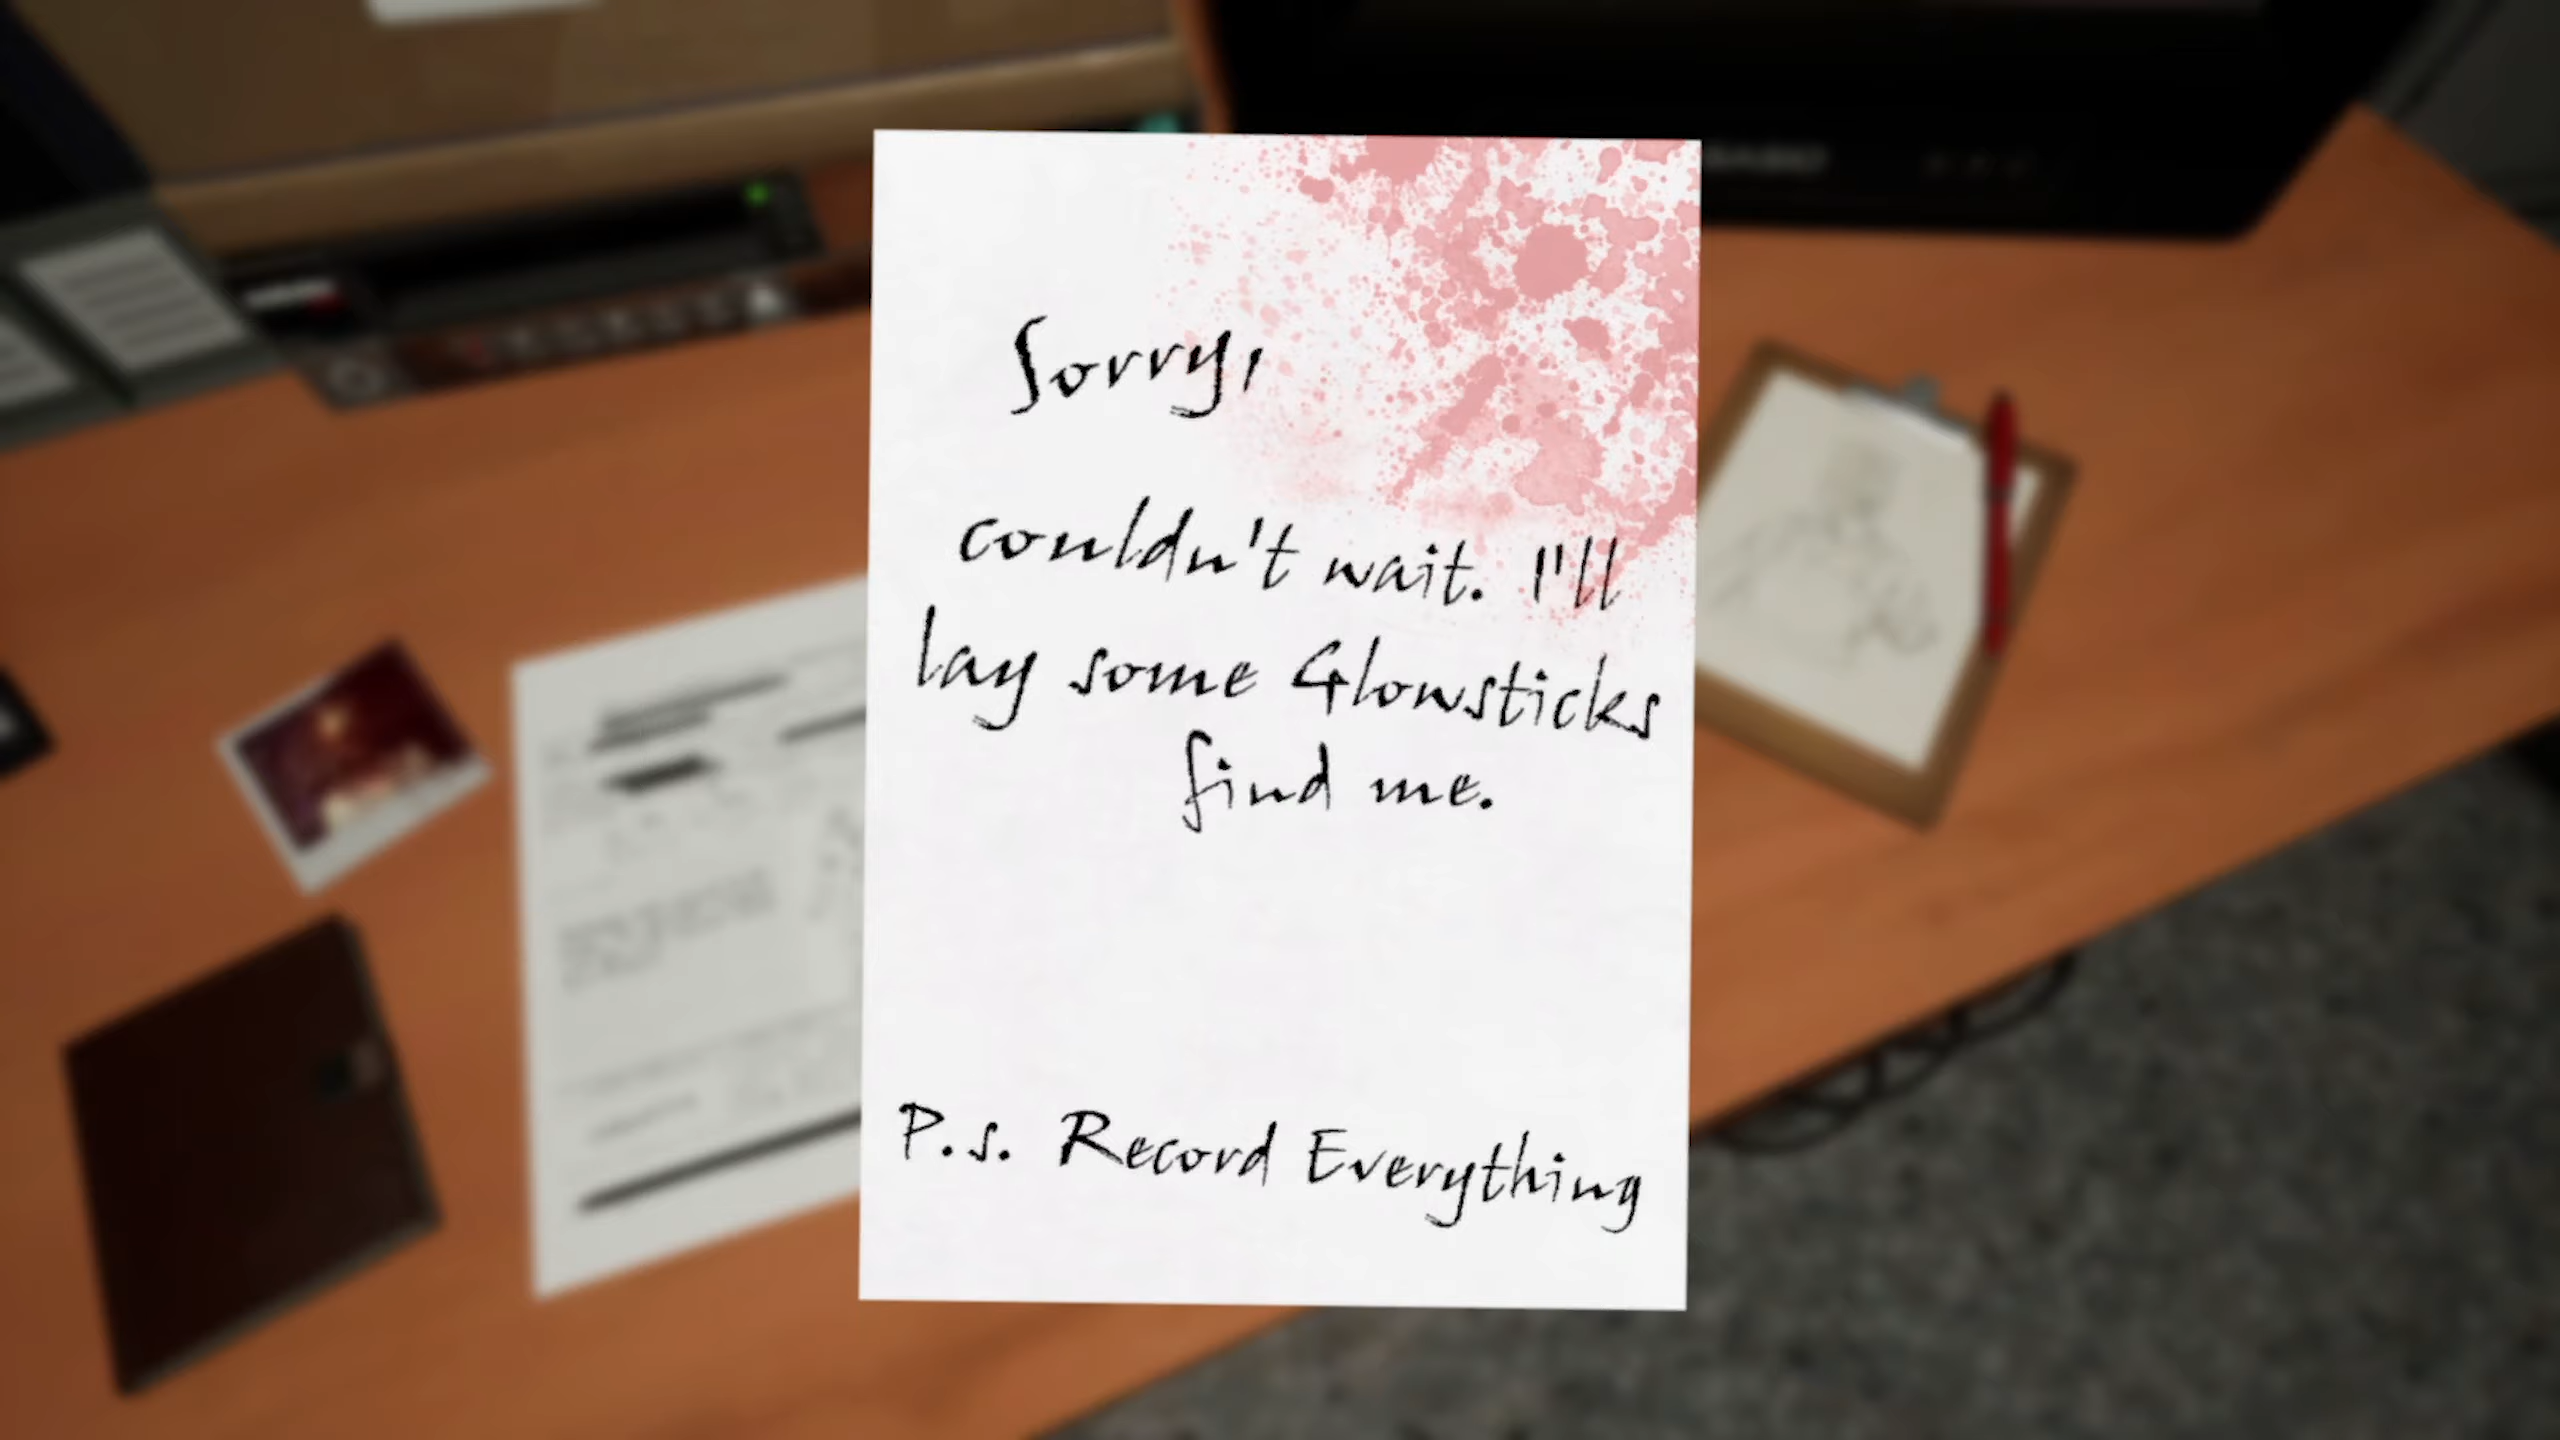 Sorry,
couldn't wait. I'll
lay some Glowsticks
find me.
P.s. Record Everything